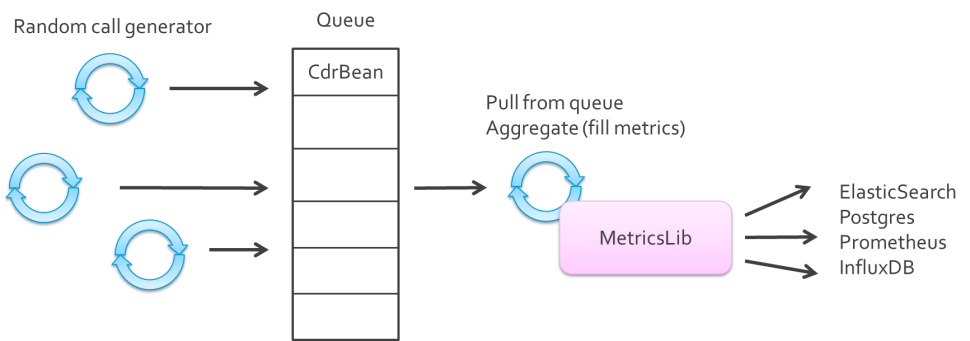 Random call generator
Queue
CdrBean
Pull from queue
Aggregate (fill metrics)
MetricsLib
ElasticSearch
Postgres
Prometheus
InfluxDB